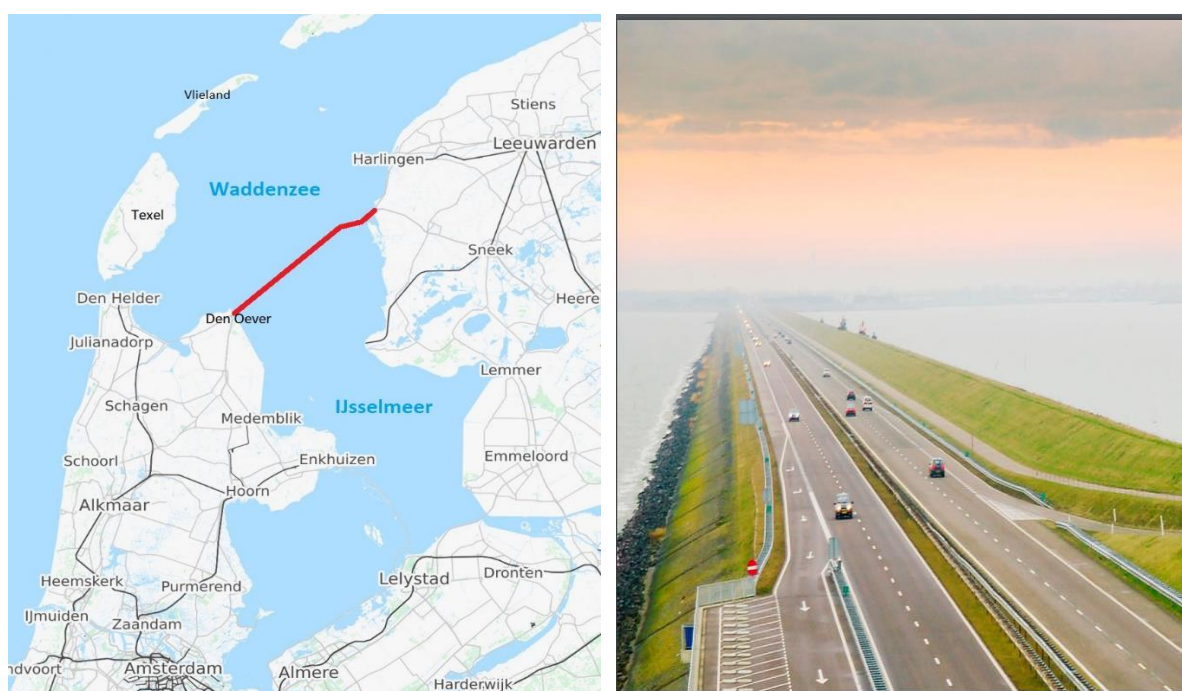 Vlieland
Stiens
Leeuwarden
Harlingen
Waddenzee
Texel
Sneek
Den Helder
Heere
Den Oever
Julianadorp
Lemmer
Schagen
IJsselmeer
Medemblik
Schoorl
Enkhuizen
Emmeloord
Hoorn
Alkmaar
Lelystad
Dronten
Heemskerk
Purmerend
IJmuiden
Zaandam
ndvoort
Amsterdam
Almere
Harderwijk